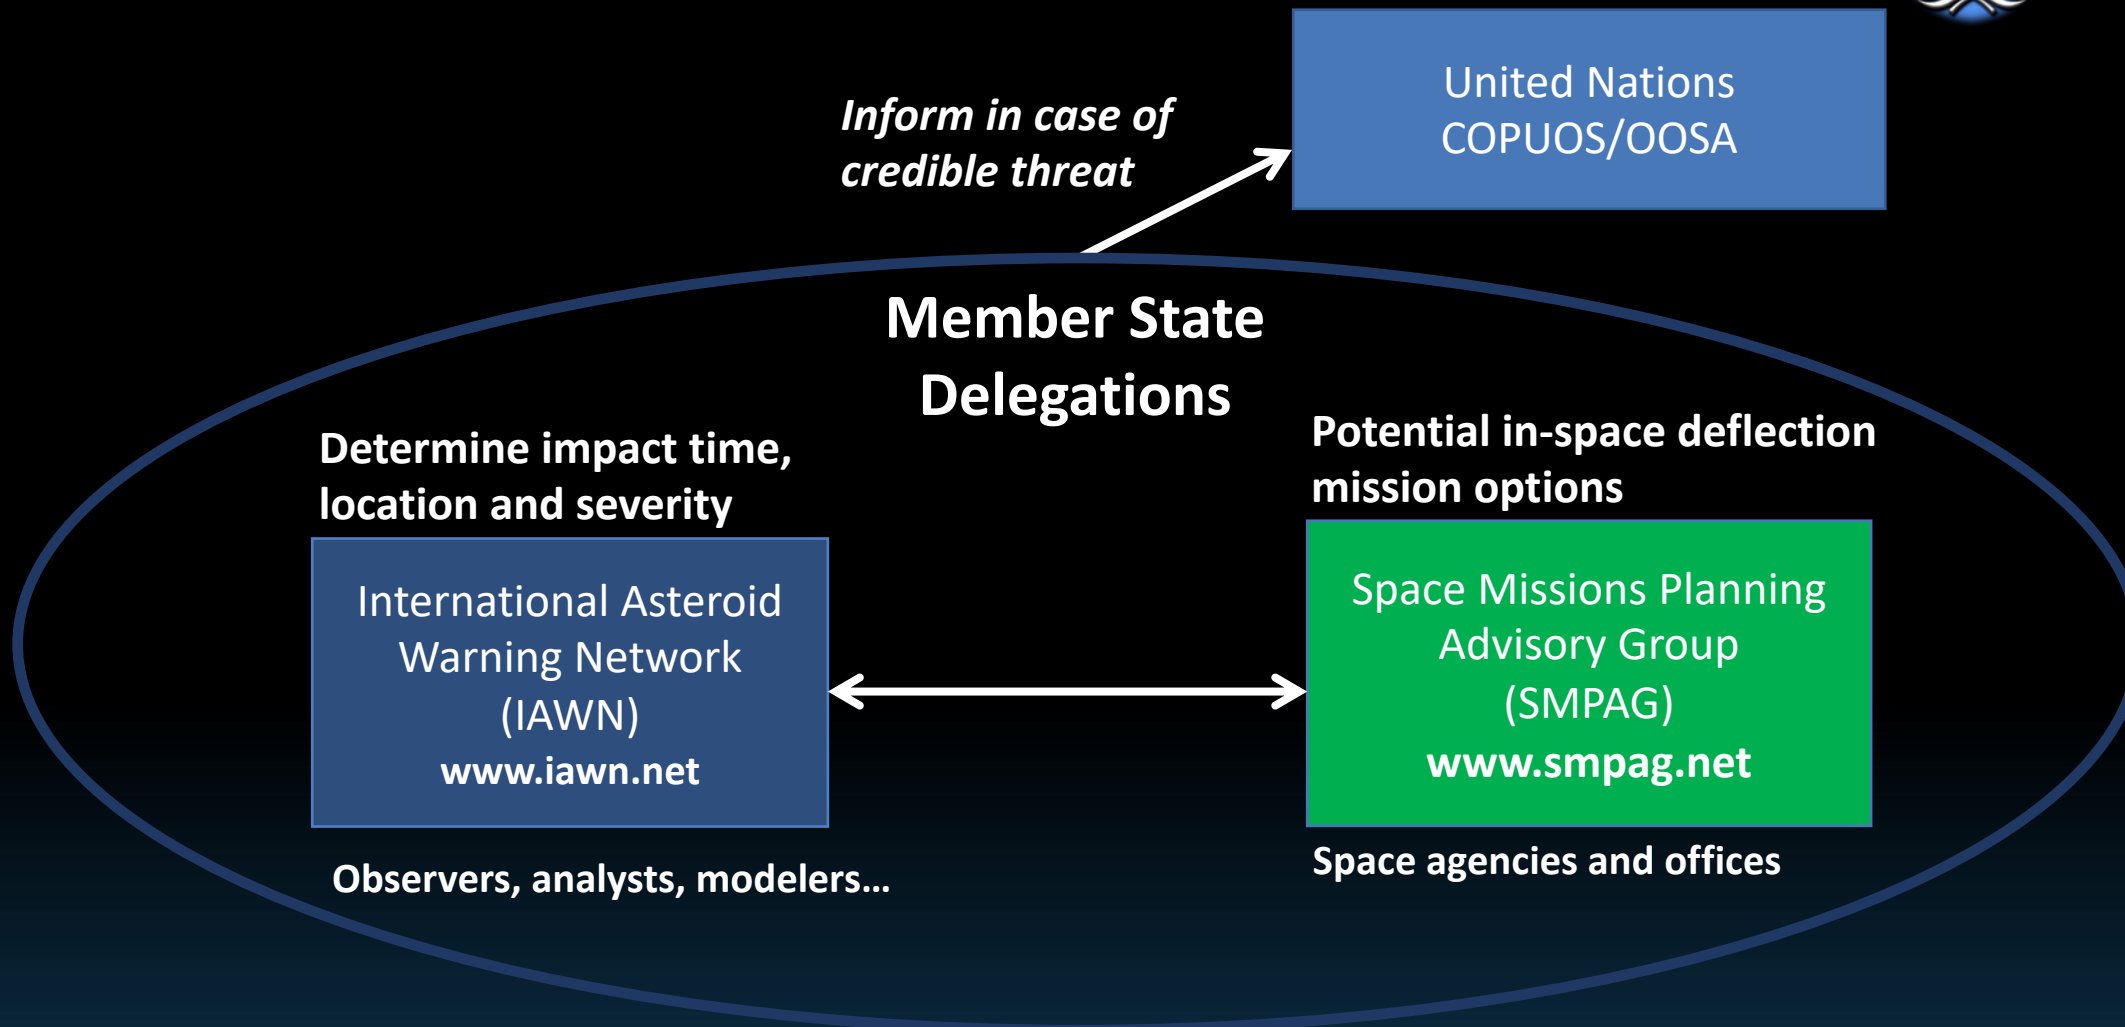 United Nations
COPUOS/OOSA
Inform in case of
credible threat
Member State
Delegations
Determine impact time,
location and severity
International Asteroid
Warning Network
(IAWN)
www.iawn.net
Observers, analysts, modelers…
Potential in-space deflection
mission options
Space Missions Planning
Advisory Group
(SMPAG)
www.smpag.net
Space agencies and offices